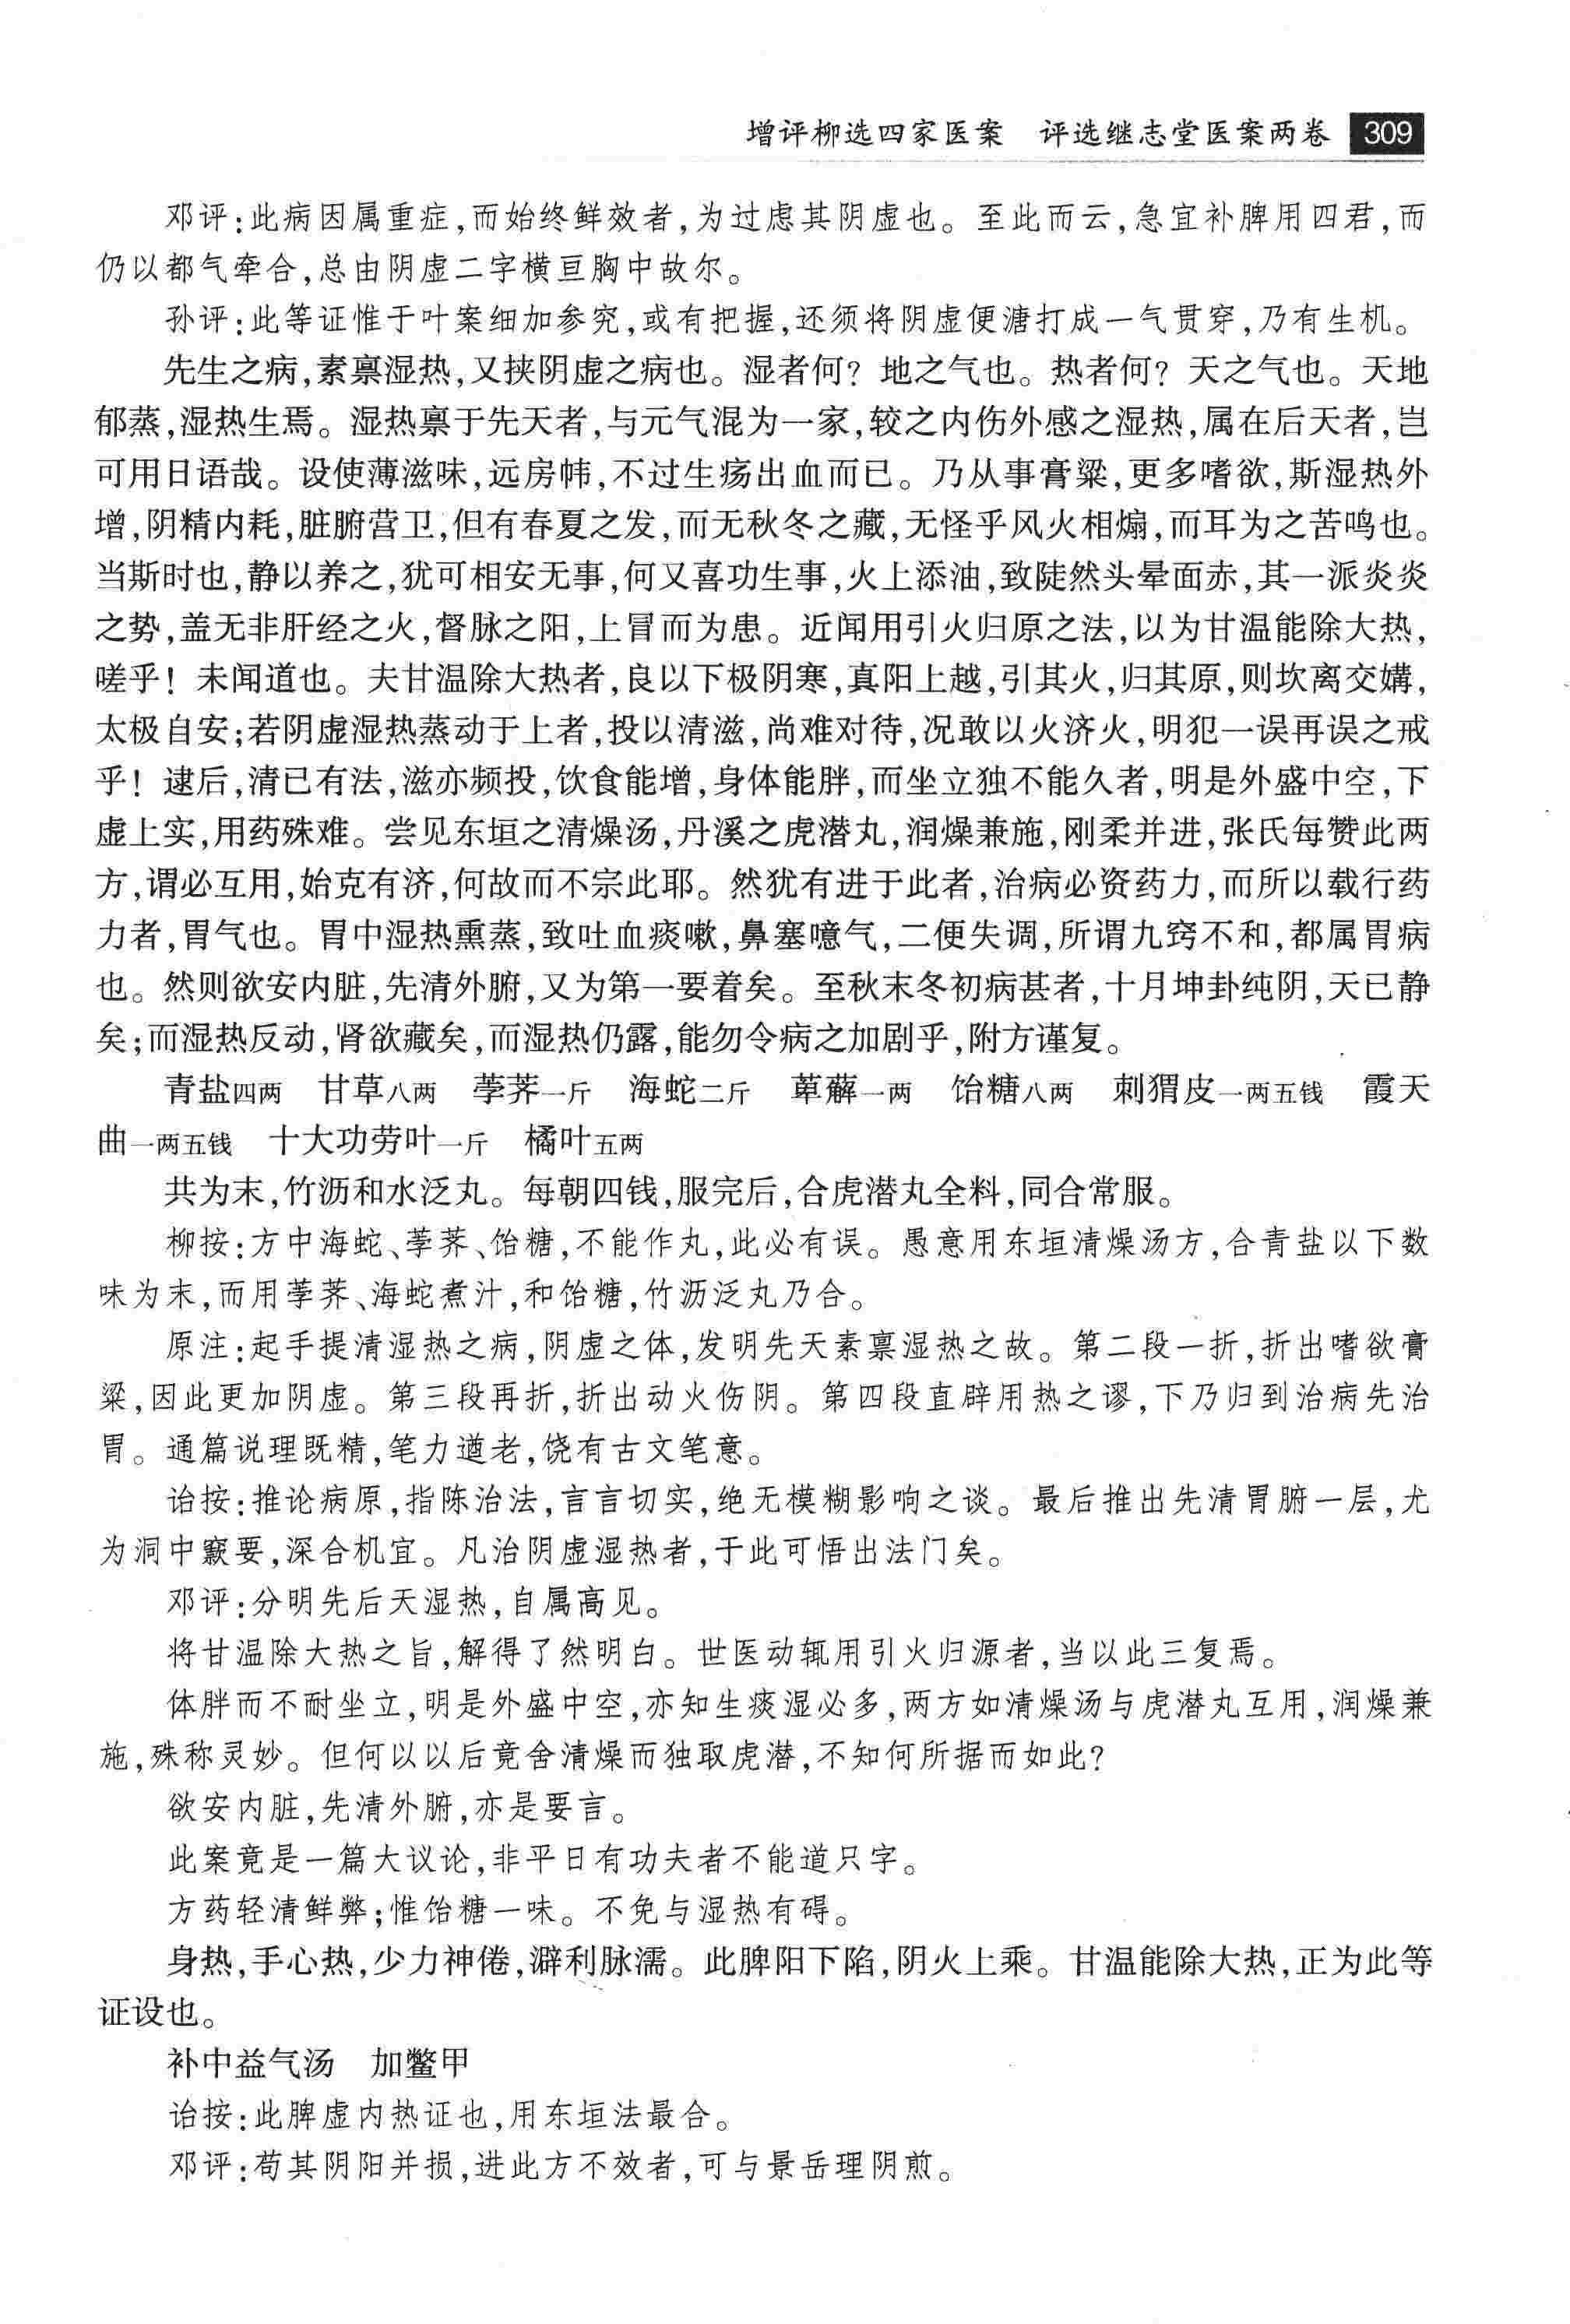 增评柳选四家医案　评选继志堂医案两卷 309
邓评:此病因属重症,而始终鲜效者,为过虑其阴虚也。至此而云,急宜补脾用四君,而
仍以都气牵合,总由阴虚二字横亘胸中故尔。
孙评:此等证惟于叶案细加参究,或有把握,还须将阴虚便溏打成一气贯穿,乃有生机。
先生之病,素禀湿热,又挟阴虚之病也。湿者何?地之气也。热者何?天之气也。天地
郁蒸,湿热生焉。湿热禀于先天者,与元气混为一家,较之内伤外感之湿热,属在后天者,岂
可用日语哉。设使薄滋味,远房帏,不过生疡出血而已。乃从事膏粱,更多嗜欲,斯湿热外
增,阴精内耗,脏腑营卫,但有春夏之发,而无秋冬之藏,无怪乎风火相煽,而耳为之苦鸣也。
当斯时也,静以养之,犹可相安无事,何又喜功生事,火上添油,致陡然头晕面赤,其一派炎炎
之势,盖无非肝经之火,督脉之阳,上冒而为患。近闻用引火归原之法,以为甘温能除大热,
嗟乎!未闻道也。夫甘温除大热者,良以下极阴寒,真阳上越,引其火,归其原,则坎离交媾,
太极自安;若阴虚湿热蒸动于上者,投以清滋,尚难对待,况敢以火济火,明犯一误再误之戒
乎!逮后,清已有法,滋亦频投,饮食能增,身体能胖,而坐立独不能久者,明是外盛中空,下
虚上实,用药殊难。尝见东垣之清燥汤,丹溪之虎潜丸,润燥兼施,刚柔并进,张氏每赞此两
方,谓必互用,始克有济,何故而不宗此耶。然犹有进于此者,治病必资药力,而所以载行药
力者,胃气也。胃中湿热熏蒸,致吐血痰嗽,鼻塞噫气,二便失调,所谓九窍不和,都属胃病
也。然则欲安内脏,先清外腑,又为第一要着矣。至秋末冬初病甚者,十月坤卦纯阴,天已静
矣;而湿热反动,肾欲藏矣,而湿热仍露,能勿令病之加剧乎,附方谨复。
青盐四两　甘草八两　荸荠一斤　海蛇二斤　萆薢一两　饴糖八两　刺猬皮一两五钱　霞天
曲一两五钱　十大功劳叶一斤　橘叶五两
共为末,竹沥和水泛丸。每朝四钱,服完后,合虎潜丸全料,同合常服。
柳按:方中海蛇、荸荠、饴糖,不能作丸,此必有误。愚意用东垣清燥汤方,合青盐以下数
味为末,而用荸荠、海蛇煮汁,和饴糖,竹沥泛丸乃合。
原注:起手提清湿热之病,阴虚之体,发明先天素禀湿热之故。第二段一折,折出嗜欲膏
粱,因此更加阴虚。第三段再折,折出动火伤阴。第四段直辟用热之谬,下乃归到治病先治
胃。通篇说理既精,笔力遒老,饶有古文笔意。
诒按:推论病原,指陈治法,言言切实,绝无模糊影响之谈。最后推出先清胃腑一层,尤
为洞中窾要,深合机宜。凡治阴虚湿热者,于此可悟出法门矣。
邓评:分明先后天湿热,自属高见。
将甘温除大热之旨,解得了然明白。世医动辄用引火归源者,当以此三复焉。
体胖而不耐坐立,明是外盛中空,亦知生痰湿必多,两方如清燥汤与虎潜丸互用,润燥兼
施,殊称灵妙。但何以以后竟舍清燥而独取虎潜,不知何所据而如此?
欲安内脏,先清外腑,亦是要言。
此案竟是一篇大议论,非平日有功夫者不能道只字。
方药轻清鲜弊;惟饴糖一味。不免与湿热有碍。
身热,手心热,少力神倦,澼利脉濡。此脾阳下陷,阴火上乘。甘温能除大热,正为此等
证设也。
补中益气汤　加鳖甲
诒按:此脾虚内热证也,用东垣法最合。
邓评:苟其阴阳并损,进此方不效者,可与景岳理阴煎。